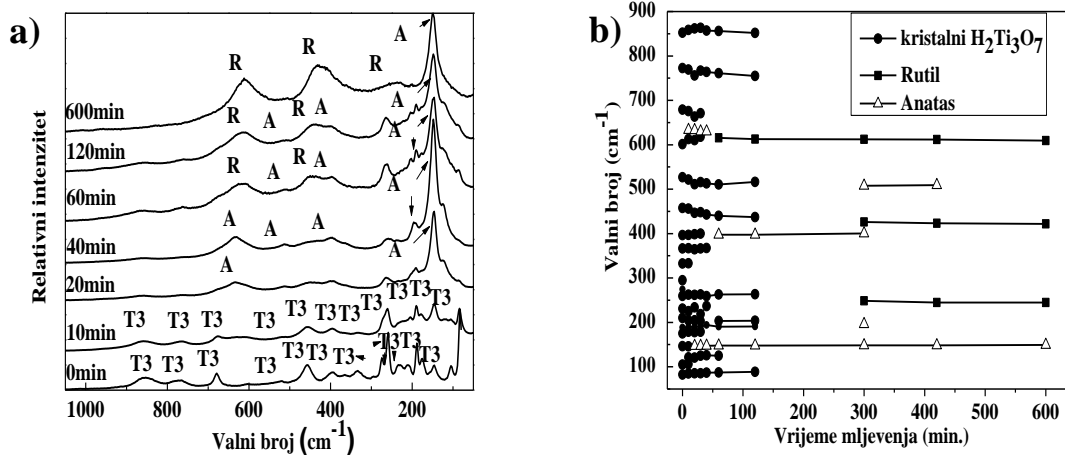 a)
Relativni intenzitet
A
R
R
R
600min
R
A
R
A
A
120min
R
A
R
A
A
60min
A
A
A
40min
A
A
20min
T3
T3
T3
T3
T3
T3
T3
T3
T3
T3
10min
T3
T3
T3
T3
T3
T3
T3
T3
T3
T3
0min
1000
800
600
400
200
Valni broj (cm⁻¹)
b)
Valni broj (cm⁻¹)
900
800
700
600
500
400
300
200
100
kristalni H₂Ti₃O₇
Rutil
Anatas
0
100
200
300
400
500
600
Vrijeme mljevenja (min.)